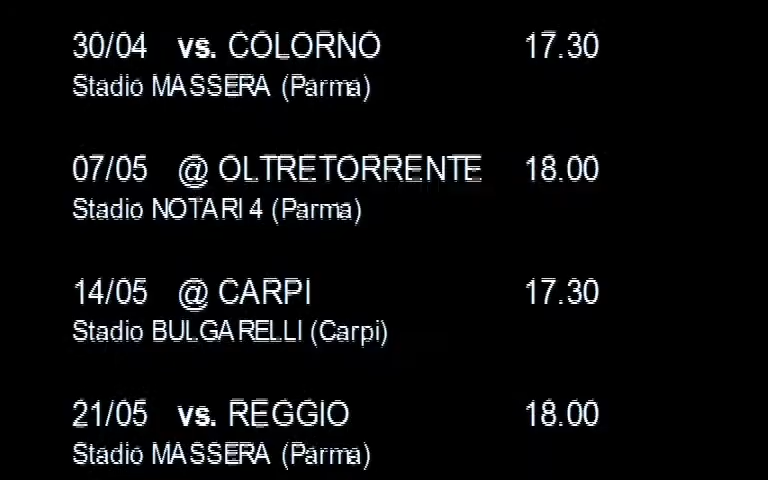 30/04 vs. COLORNO 17.30
Stadio MASSERA (Parma)
07/05 @ OLTRETORRENTE 18.00
Stadio NOTARI 4 (Parma)
14/05 @ CARPI 17.30
Stadio BULGARELLI (Carpi)
21/05 vs. REGGIO 18.00
Stadio MASSERA (Parma)